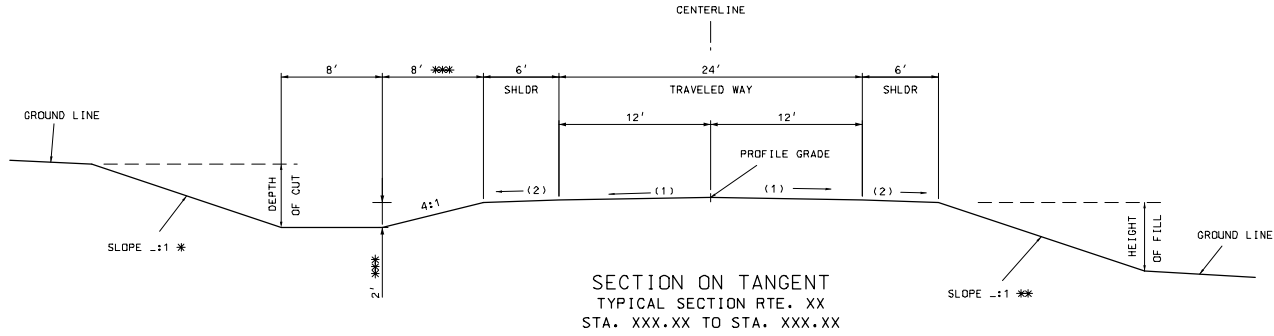 CENTERLINE
8'
8' ***
6'
24'
6'
SHLDR
TRAVELED WAY
SHLDR
GROUND LINE
12'
12'
PROFILE GRADE
DEPTH
OF CUT
4:1
(2)
(1)
(1)
(2)
HEIGHT
OF FILL
GROUND LINE
SLOPE _:1 *
2' ***
SLOPE _:1 **
SECTION ON TANGENT
TYPICAL SECTION RTE. XX
STA. XXX.XX TO STA. XXX.XX